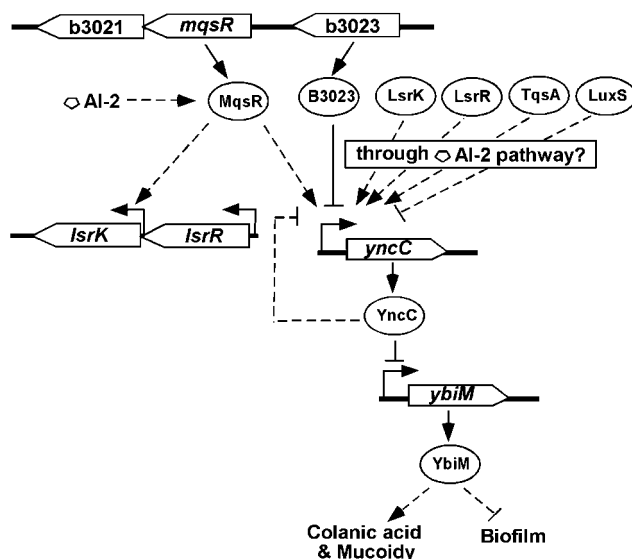 b3021 mqsR b3023
AI-2 MqsR B3023 LsrK LsrR TqsA LuxS
through AI-2 pathway?
lsrK lsrR yncC
YncC
ybiM
YbiM
Colanic acid Biofilm
& Mucoidy